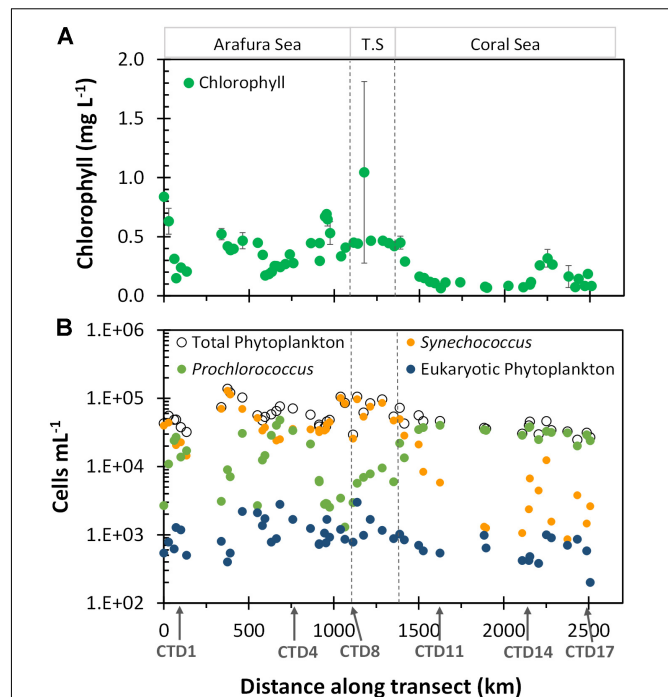 A
Arafura Sea T.S Coral Sea
Chlorophyll (mg L-1)
2.0
1.5
1.0
0.5
0.0
Chlorophyll
B
Cells mL-1
1.E+06
1.E+05
1.E+04
1.E+03
1.E+02
Total Phytoplankton Synechococcus
Prochlorococcus Eukaryotic Phytoplankton
0 500 1000 1500 2000 2500
CTD1 CTD4 CTD8 CTD11 CTD14 CTD17
Distance along transect (km)